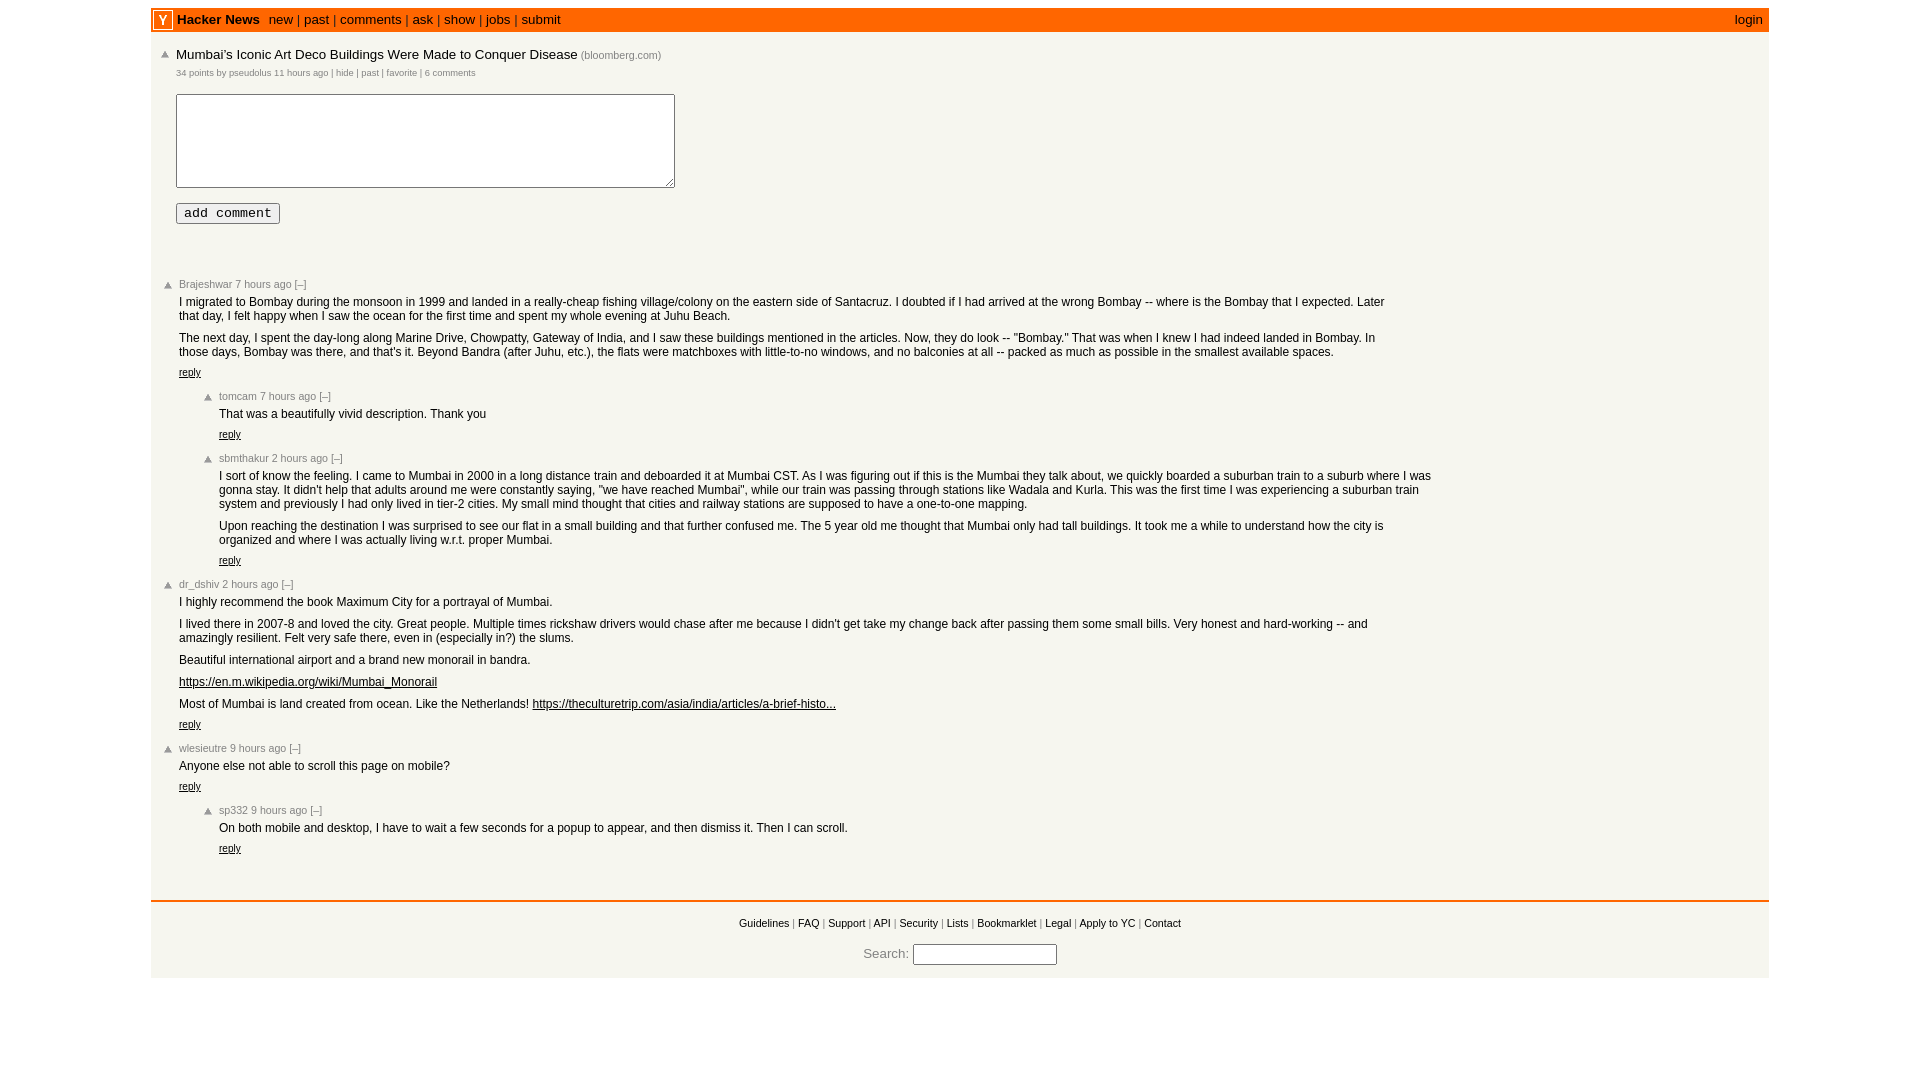 Y Hacker News new | past | comments | ask | show | jobs | submit login
Mumbai’s Iconic Art Deco Buildings Were Made to Conquer Disease (bloomberg.com)
34 points by pseudolus 11 hours ago | hide | past | favorite | 6 comments
add comment
Brajeshwar 7 hours ago [–]
I migrated to Bombay during the monsoon in 1999 and landed in a really-cheap fishing village/colony on the eastern side of Santacruz. I doubted if I had arrived at the wrong Bombay -- where is the Bombay that I expected. Later
that day, I felt happy when I saw the ocean for the first time and spent my whole evening at Juhu Beach.
The next day, I spent the day-long along Marine Drive, Chowpatty, Gateway of India, and I saw these buildings mentioned in the articles. Now, they do look -- "Bombay." That was when I knew I had indeed landed in Bombay. In
those days, Bombay was there, and that's it. Beyond Bandra (after Juhu, etc.), the flats were matchboxes with little-to-no windows, and no balconies at all -- packed as much as possible in the smallest available spaces.
reply
tomcam 7 hours ago [–]
That was a beautifully vivid description. Thank you
reply
sbmthakur 2 hours ago [–]
I sort of know the feeling. I came to Mumbai in 2000 in a long distance train and deboarded it at Mumbai CST. As I was figuring out if this is the Mumbai they talk about, we quickly boarded a suburban train to a suburb where I was
gonna stay. It didn't help that adults around me were constantly saying, "we have reached Mumbai", while our train was passing through stations like Wadala and Kurla. This was the first time I was experiencing a suburban train
system and previously I had only lived in tier-2 cities. My small mind thought that cities and railway stations are supposed to have a one-to-one mapping.
Upon reaching the destination I was surprised to see our flat in a small building and that further confused me. The 5 year old me thought that Mumbai only had tall buildings. It took me a while to understand how the city is
organized and where I was actually living w.r.t. proper Mumbai.
reply
dr_dshiv 2 hours ago [–]
I highly recommend the book Maximum City for a portrayal of Mumbai.
I lived there in 2007-8 and loved the city. Great people. Multiple times rickshaw drivers would chase after me because I didn't get take my change back after passing them some small bills. Very honest and hard-working -- and
amazingly resilient. Felt very safe there, even in (especially in?) the slums.
Beautiful international airport and a brand new monorail in bandra.
https://en.m.wikipedia.org/wiki/Mumbai_Monorail
Most of Mumbai is land created from ocean. Like the Netherlands! https://theculturetrip.com/asia/india/articles/a-brief-histo...
reply
wlesieutre 9 hours ago [–]
Anyone else not able to scroll this page on mobile?
reply
sp332 9 hours ago [–]
On both mobile and desktop, I have to wait a few seconds for a popup to appear, and then dismiss it. Then I can scroll.
reply
Guidelines | FAQ | Support | API | Security | Lists | Bookmarklet | Legal | Apply to YC | Contact
Search: